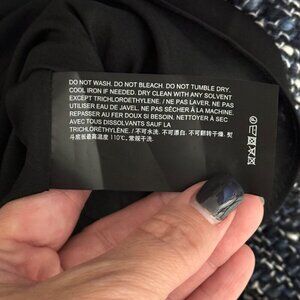 DO NOT WASH. DO NOT BLEACH. DO NOT TUMBLE DRY.
COOL IRON IF NEEDED. DRY CLEAN WITH ANY SOLVENT
EXCEPT TRICHLOROETHYLENE. / NE PAS LAVER. NE PAS
UTILISER EAU DE JAVEL. NE PAS SÉCHER À LA MACHINE.
REPASSER AU FER DOUX SI BESOIN. NETTOYER À SEC
AVEC TOUS DISSOLVANTS SAUF LA
TRICHLORÉTHYLÈNE. / 不可水洗. 不可漂白. 不可翻转干燥. 熨
斗底板最高温度 110℃. 常规干洗.